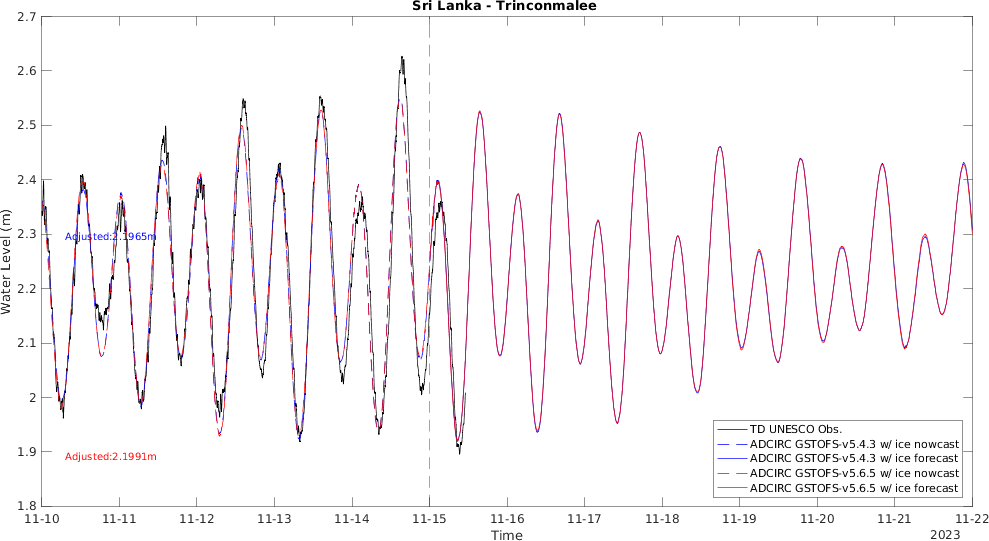 Sri Lanka - Trinconmalee
2.7
2.6
2.5
2.4
2.3
2.2
2.1
2
1.9
1.8
Water Level (m)
Adjusted:2.1965m
Adjusted:2.1991m
TD UNESCO Obs.
ADCIRC GSTOFS-v5.4.3 w/ ice nowcast
ADCIRC GSTOFS-v5.4.3 w/ ice forecast
ADCIRC GSTOFS-v5.6.5 w/ ice nowcast
ADCIRC GSTOFS-v5.6.5 w/ ice forecast
11-10 11-11 11-12 11-13 11-14 11-15 11-16 11-17 11-18 11-19 11-20 11-21 11-22
Time
2023